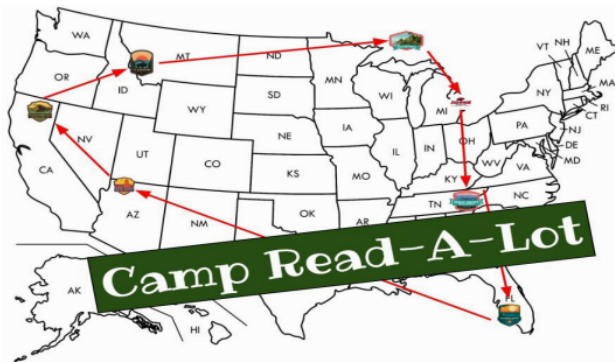 WA
MT
ND
VT
NH
ME
OR
ID
MN
SD
WI
MI
NY
MA
RI
CT
WY
IA
NE
PA
NJ
OH
IN
IL
DE
MD
NV
UT
CO
WV
VA
KS
MO
KY
CA
AZ
NM
OK
AR
TN
NC
Camp Read-A-Lot
AK
HI
FL